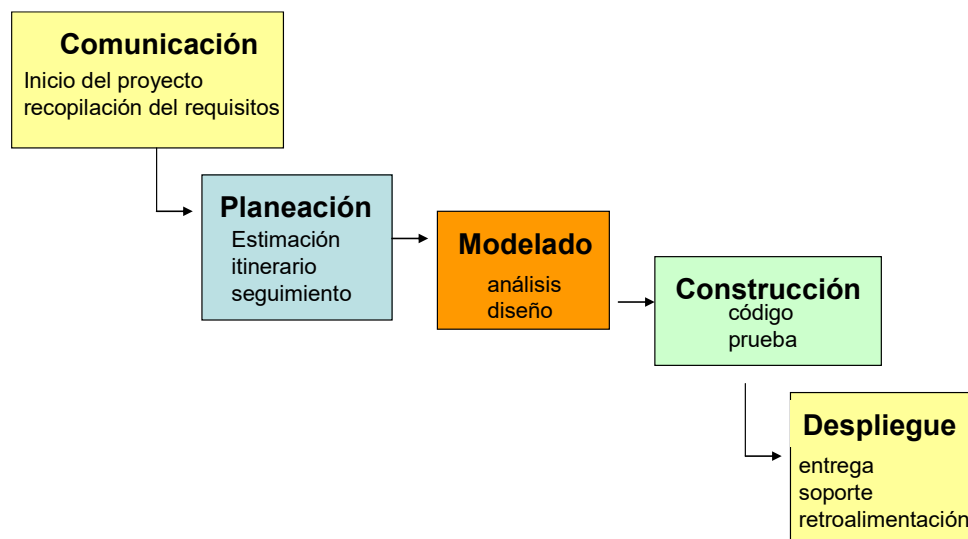 Comunicación
Inicio del proyecto
recopilación del requisitos
Planeación
Estimación
itinerario
seguimiento
Modelado
análisis
diseño
Construcción
código
prueba
Despliegue
entrega
soporte
retroalimentación